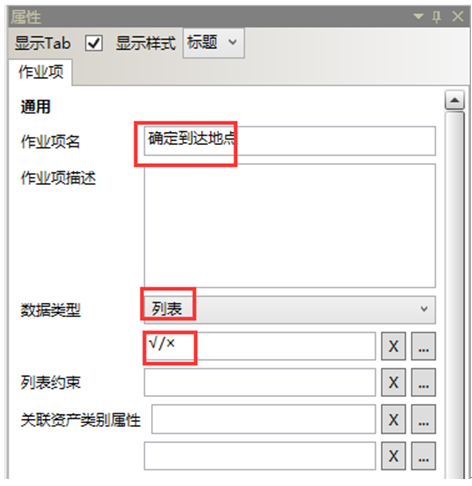 属性
显示Tab 显示样式 标题
作业项
通用
作业项名 确定到达地点
作业项描述
数据类型 列表
√/× X ...
列表约束 X ...
关联资产类别属性 X ...
X ...